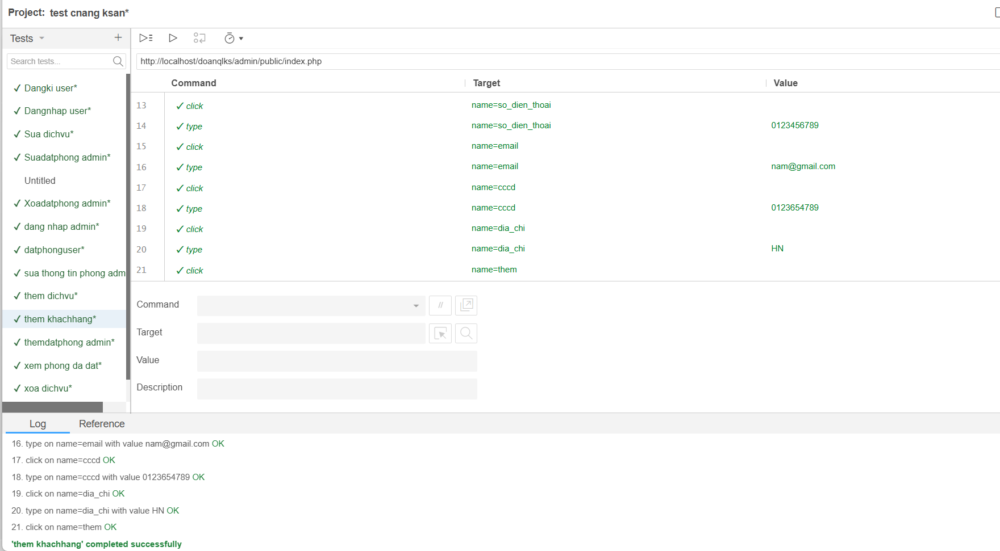 Project: test cnang ksan*
Tests
Search tests...
http://localhost/doanqlks/admin/public/index.php
Dangki user*
Dangnhap user*
Sua dichvu*
Suadatphong admin*
Untitled
Xoadatphong admin*
dang nhap admin*
datphonguser*
sua thong tin phong adm
them dichvu*
them khachhang*
themdatphong admin*
xem phong da dat*
xoa dichvu*
Command Target Value
13 click name=so_dien_thoai
14 type name=so_dien_thoai 0123456789
15 click name=email
16 type name=email nam@gmail.com
17 click name=cccd
18 type name=cccd 0123654789
19 click name=dia_chi
20 type name=dia_chi HN
21 click name=them
Command //
Target
Value
Description
Log Reference
16. type on name=email with value nam@gmail.com OK
17. click on name=cccd OK
18. type on name=cccd with value 0123654789 OK
19. click on name=dia_chi OK
20. type on name=dia_chi with value HN OK
21. click on name=them OK
'them khachhang' completed successfully